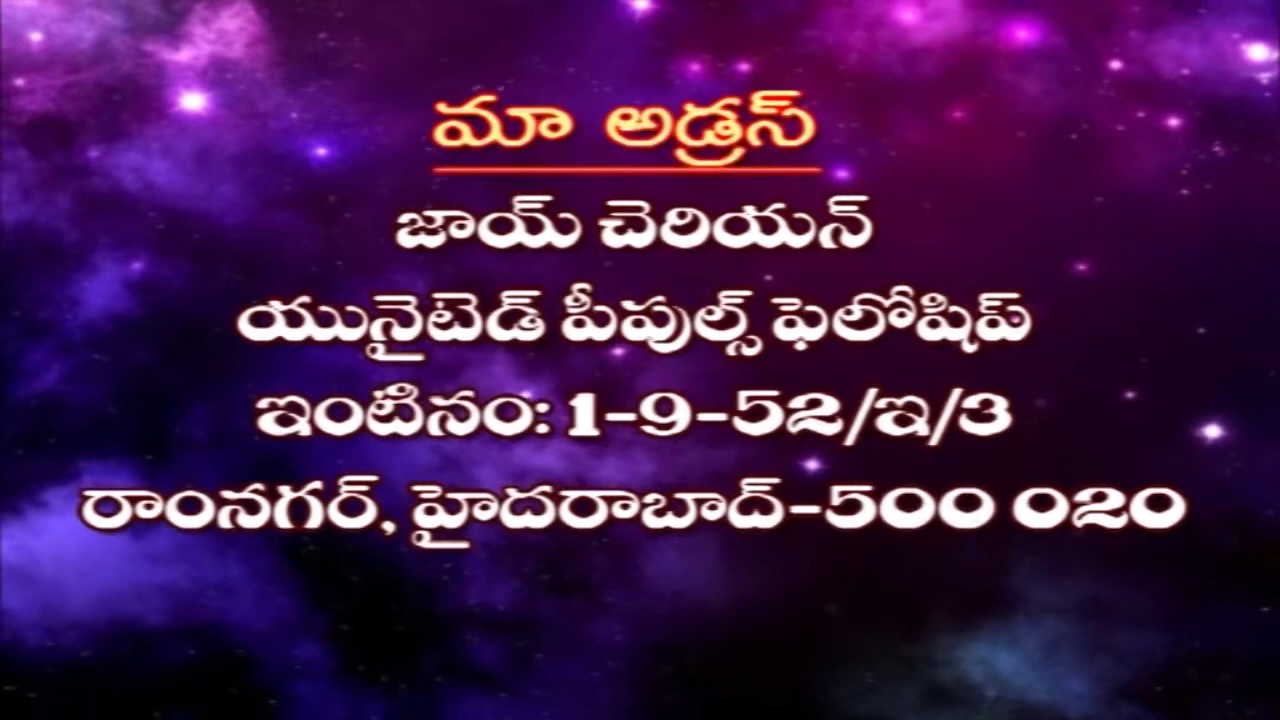 మా అడ్రస్
జాయ్ చెరియన్
యునైటెడ్ పీపుల్స్ ఫెలోషిప్
ఇంటినం: 1-9-52/ఇ/3
రాంనగర్, హైదరాబాద్-500 020